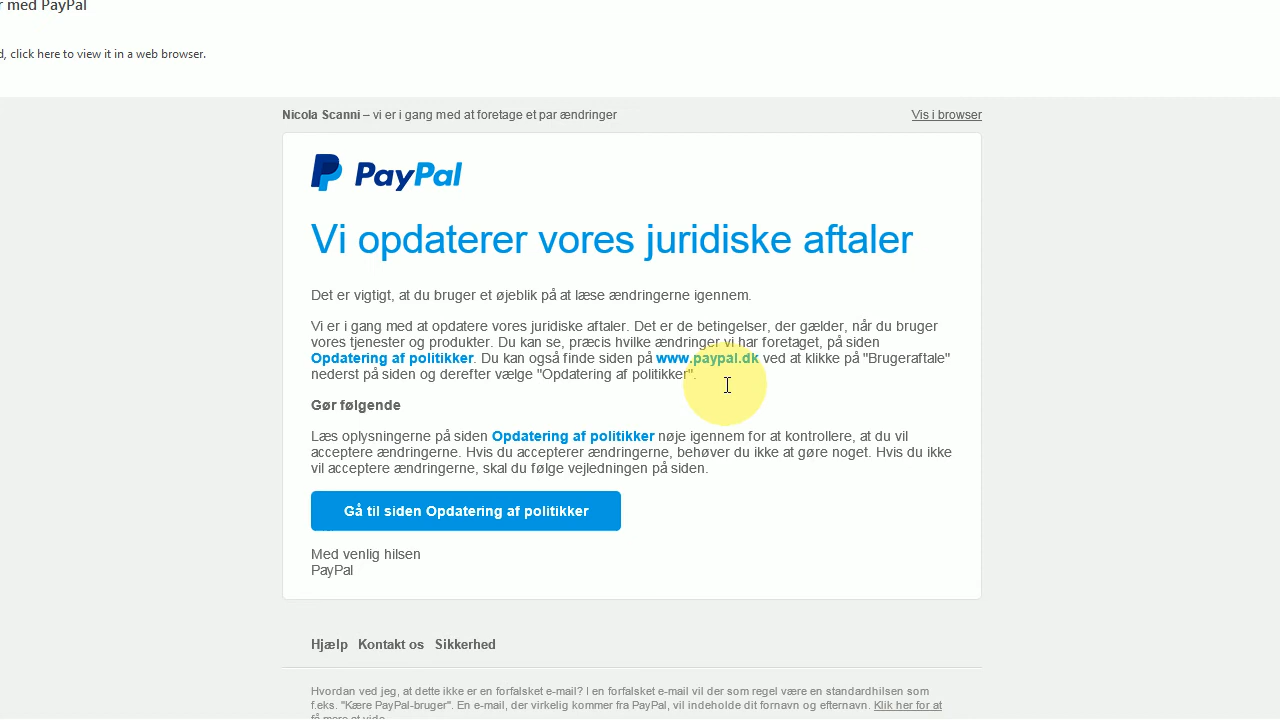 r med PayPal
d, click here to view it in a web browser.
Nicola Scanni – vi er i gang med at foretage et par ændringer
Vis i browser
PayPal
Vi opdaterer vores juridiske aftaler
Det er vigtigt, at du bruger et øjeblik på at læse ændringerne igennem.
Vi er i gang med at opdatere vores juridiske aftaler. Det er de betingelser, der gælder, når du bruger
vores tjenester og produkter. Du kan se, præcis hvilke ændringer vi har foretaget, på siden
Opdatering af politikker. Du kan også finde siden på www.paypal.dk ved at klikke på "Brugeraftale"
nederst på siden og derefter vælge "Opdatering af politikker".
Gør følgende
Læs oplysningerne på siden Opdatering af politikker nøje igennem for at kontrollere, at du vil
acceptere ændringerne. Hvis du accepterer ændringerne, behøver du ikke at gøre noget. Hvis du ikke
vil acceptere ændringerne, skal du følge vejledningen på siden.
Gå til siden Opdatering af politikker
Med venlig hilsen
PayPal
Hjælp Kontakt os Sikkerhed
Hvordan ved jeg, at dette ikke er en forfalsket e-mail? I en forfalsket e-mail vil der som regel være en standardhilsen som
f.eks. "Kære PayPal-bruger". En e-mail, der virkelig kommer fra PayPal, vil indeholde dit fornavn og efternavn. Klik her for at
få mere at vide